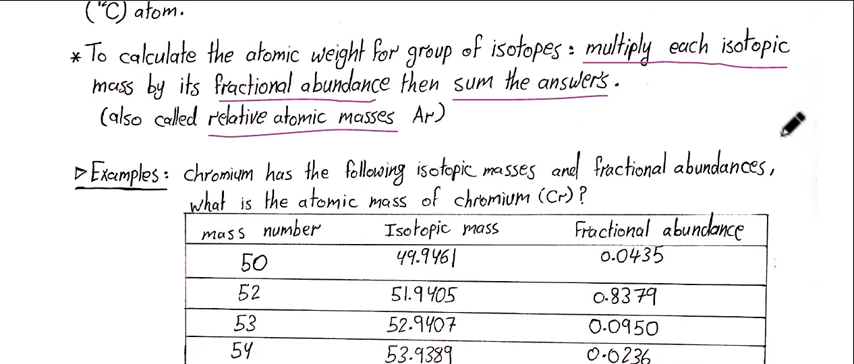 (¹²C) atom.
* To calculate the atomic weight for group of isotopes : multiply each isotopic
mass by its fractional abundance then sum the answers.
(also called relative atomic masses Ar)
▷ Examples : chromium has the following isotopic masses and fractional abundances,
what is the atomic mass of chromium (Cr)?
mass number Isotopic mass Fractional abundance
50 49.9461 0.0435
52 51.9405 0.8379
53 52.9407 0.0950
54 53.9389 0.0236